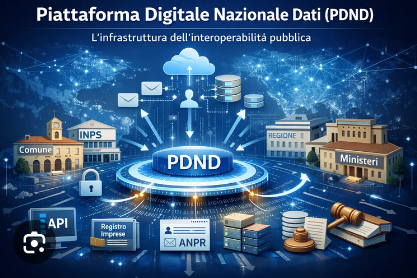 Piattaforma Digitale Nazionale Dati (PDND)
L'infrastruttura dell'interoperabilità pubblica
Comune
INPS
REGIONE
Ministeri
PDND
API
Registro
Imprese
ANPR